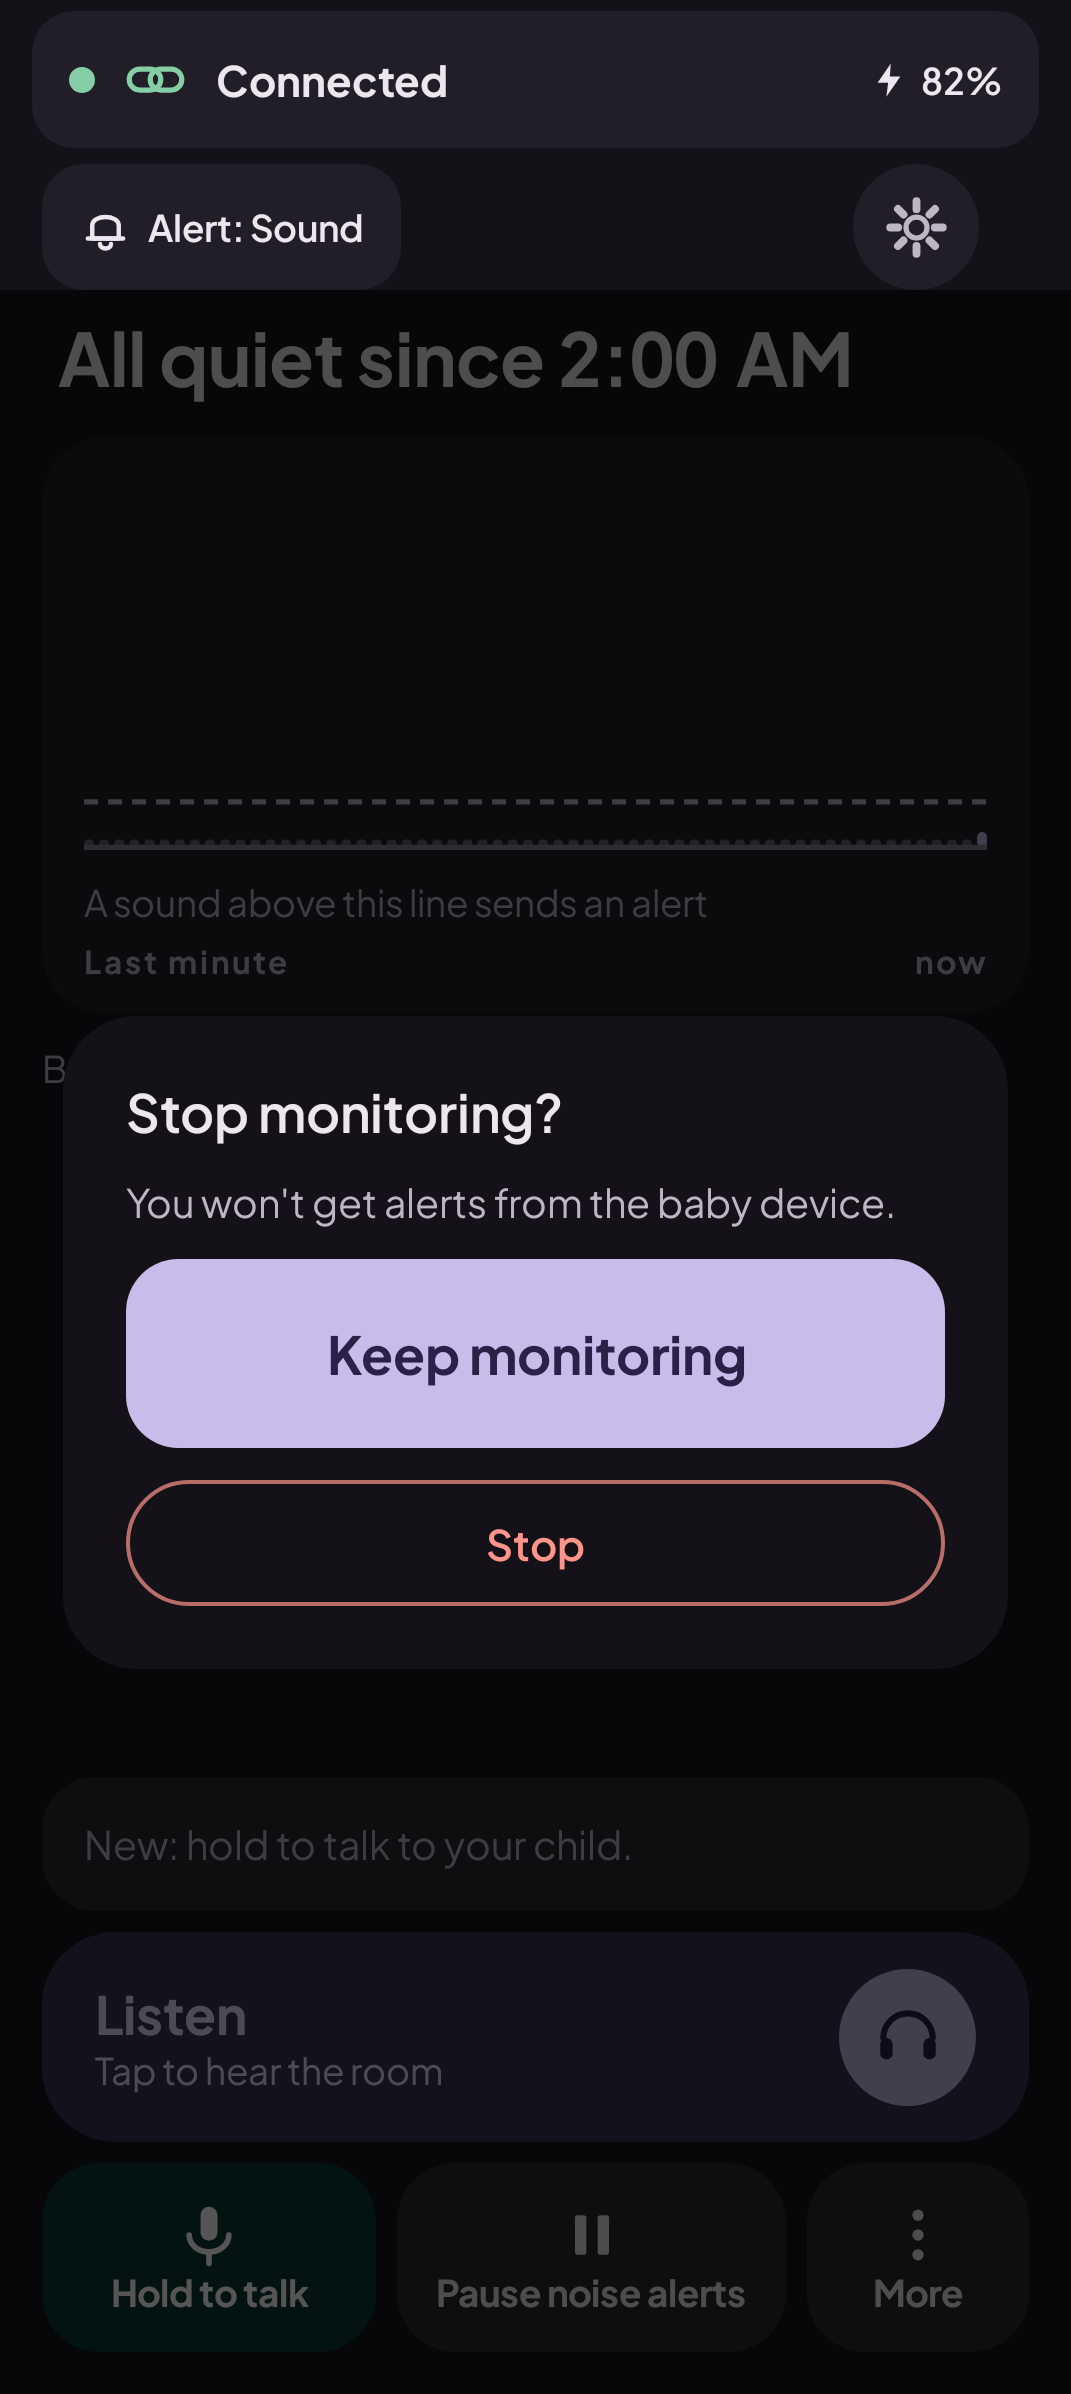 Connected
82%
Alert: Sound
All quiet since 2:00 AM
A sound above this line sends an alert
Last minute
now
B
Stop monitoring?
You won't get alerts from the baby device.
Keep monitoring
Stop
New: hold to talk to your child.
Listen
Tap to hear the room
Hold to talk
Pause noise alerts
More